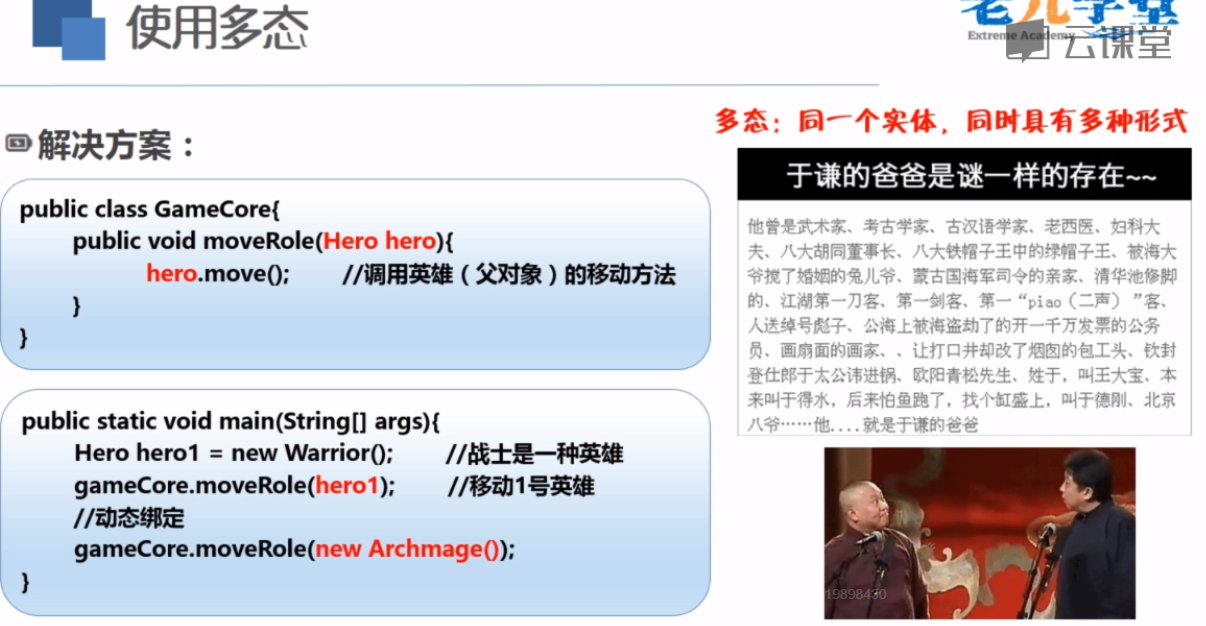 使用多态
Extreme Academy
云课堂
解决方案：
public class GameCore{
public void moveRole(Hero hero){
hero.move(); //调用英雄（父对象）的移动方法
}
}
public static void main(String[] args){
Hero hero1 = new Warrior(); //战士是一种英雄
gameCore.moveRole(hero1); //移动1号英雄
//动态绑定
gameCore.moveRole(new Archmage());
}
多态：同一个实体，同时具有多种形式
于谦的爸爸是谜一样的存在~~
他曾是武术家、考古学家、古汉语学家、老西医、妇科大
夫、八大胡同董事长、八大铁帽子王中的绿帽子王、被海大
爷搅了婚姻的兔儿爷、蒙古国海军司令的亲家、清华池修脚
的、江湖第一刀客、第一剑客、第一“piao（二声）”客、
人送绰号彪子、公海上被海盗劫了的开一千万发票的公务
员、画扇面的画家、、让打口井却改了烟囱的包工头、钦封
登仕郎于太公讳进锅、欧阳青松先生、姓于，叫王大宝、本
来叫于得水，后来怕鱼跑了，找个缸盛上，叫于德刚、北京
八爷……他....就是于谦的爸爸
19898430